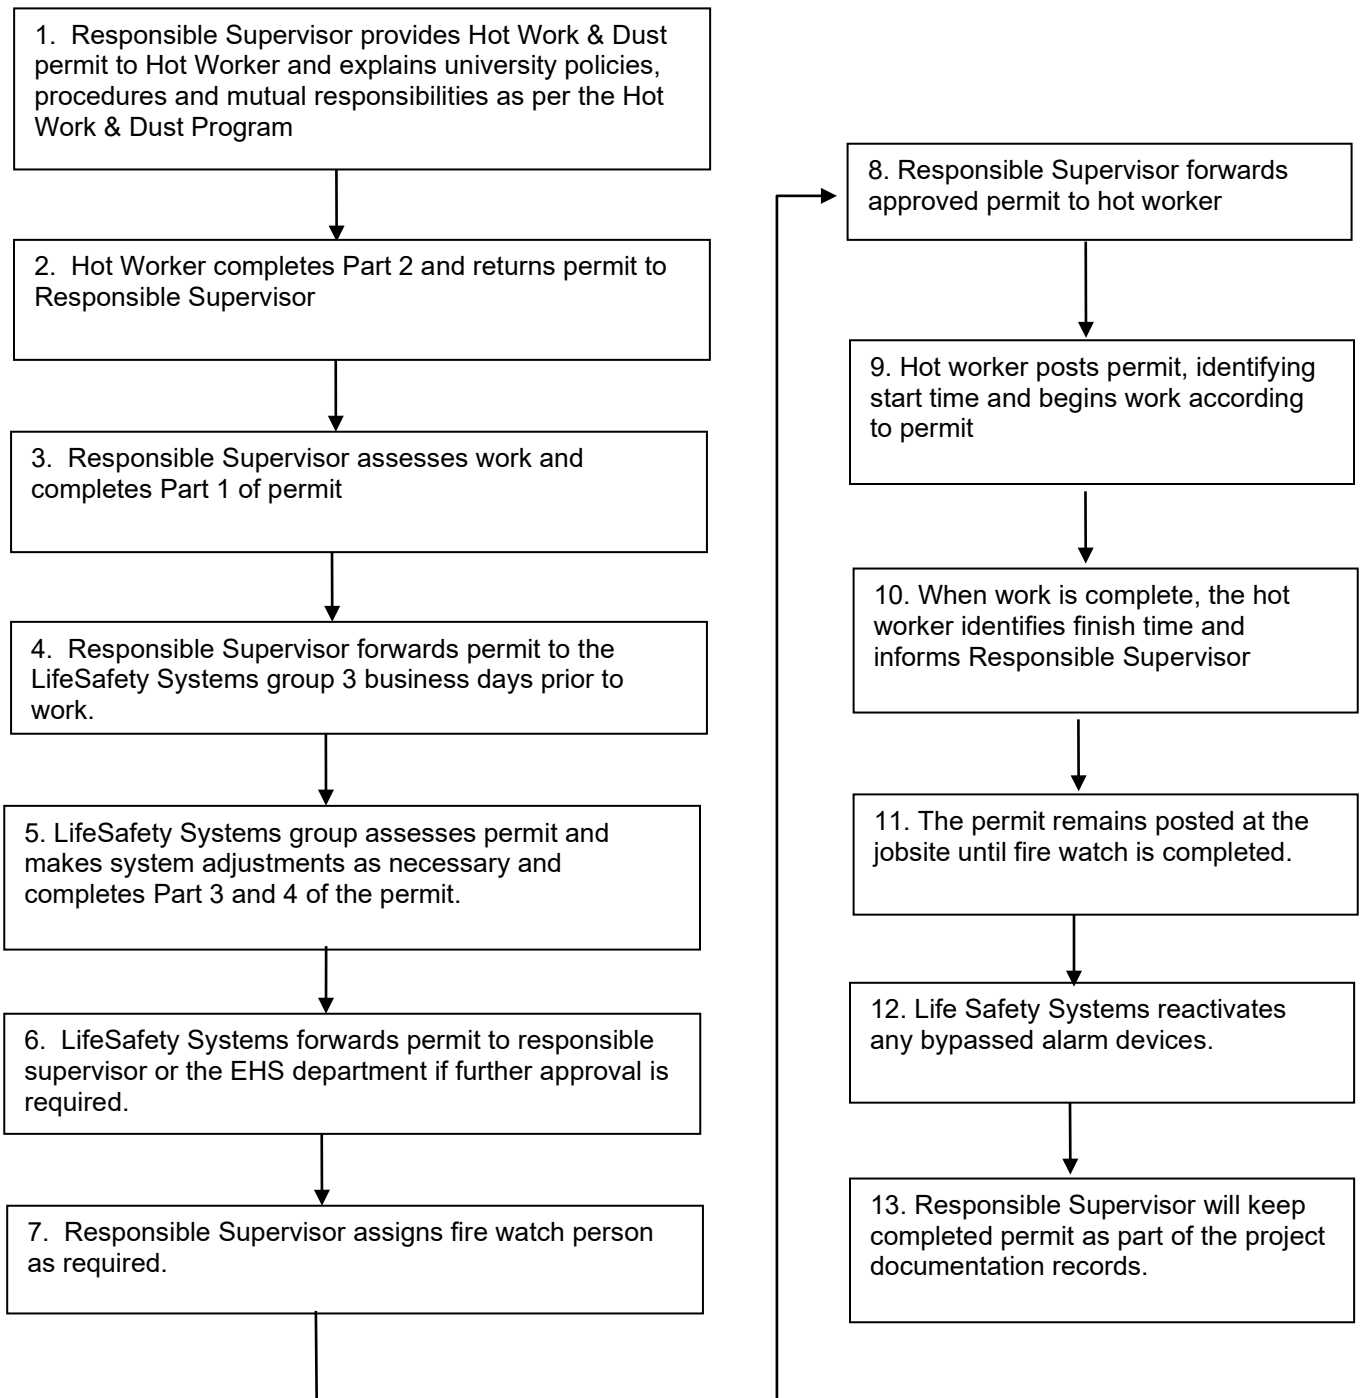 1.  Responsible Supervisor provides Hot Work & Dust
permit to Hot Worker and explains university policies,
procedures and mutual responsibilities as per the Hot
Work & Dust Program
2.  Hot Worker completes Part 2 and returns permit to
Responsible Supervisor
3.  Responsible Supervisor assesses work and
completes Part 1 of permit
4.  Responsible Supervisor forwards permit to the
LifeSafety Systems group 3 business days prior to
work.
5. LifeSafety Systems group assesses permit and
makes system adjustments as necessary and
completes Part 3 and 4 of the permit.
6.  LifeSafety Systems forwards permit to responsible
supervisor or the EHS department if further approval is
required.
7.  Responsible Supervisor assigns fire watch person
as required.
8. Responsible Supervisor forwards
approved permit to hot worker
9. Hot worker posts permit, identifying
start time and begins work according
to permit
10. When work is complete, the hot
worker identifies finish time and
informs Responsible Supervisor
11. The permit remains posted at the
jobsite until fire watch is completed.
12. Life Safety Systems reactivates
any bypassed alarm devices.
13. Responsible Supervisor will keep
completed permit as part of the project
documentation records.